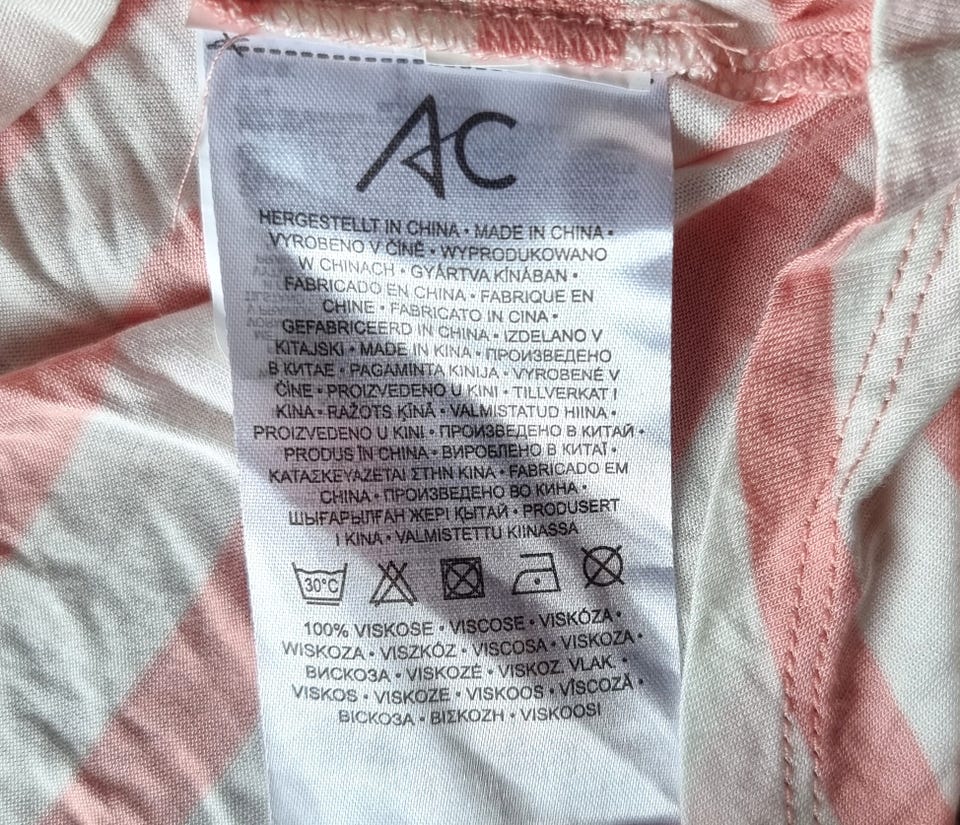 AC
HERGESTELLT IN CHINA • MADE IN CHINA •
VYROBENO V ČÍNĚ • WYPRODUKOWANO
W CHINACH • GYÁRTVA KÍNÁBAN •
FABRICADO EN CHINA • FABRIQUE EN
CHINE • FABRICATO IN CINA •
GEFABRICEERD IN CHINA • IZDELANO V
KITAJSKI • MADE IN KINA • ПРОИЗВЕДЕНО
В КИТАЕ • PAGAMINTA KINIJA • VYROBENÉ V
ČÍNE • PROIZVEDENO U KINI • TILLVERKAT I
KINA • RAŽOTS ĶĪNĀ • VALMISTATUD HIINA •
PROIZVEDENO U KINI • ПРОИЗВЕДЕНО В КИТАЙ •
PRODUS ÎN CHINA • ВИРОБЛЕНО В КИТАЇ •
ΚΑΤΑΣΚΕΥΑΖΕΤΑΙ ΣΤΗΝ ΚΙΝΑ • FABRICADO EM
CHINA • ПРОИЗВЕДЕНО ВО КИНА •
ШЫҒАРЫЛҒАН ЖЕРІ ҚЫТАЙ • PRODUSERT
I KINA • VALMISTETTU KIINASSA
30°C
100% VISKOSE • VISCOSE • VISKÓZA •
WISKOZA • VISZKÓZ • VISCOSA • VISKOZA •
ВИСКОЗА • VISKOZĖ • VISKOZ. VLAK. •
VISKOS • VISKOZE • VISKOOS • VÎSCOZĂ •
ВІСКОЗА • ΒΙΣΚΟΖΗ • VISKOOSI